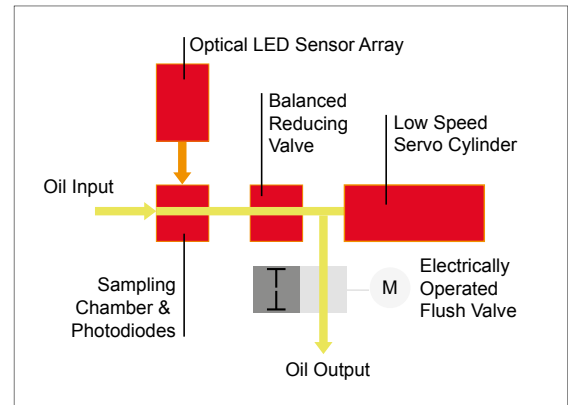 Optical LED Sensor Array
Balanced
Reducing
Valve
Low Speed
Servo Cylinder
Oil Input
Sampling
Chamber &
Photodiodes
M
Electrically
Operated
Flush Valve
Oil Output